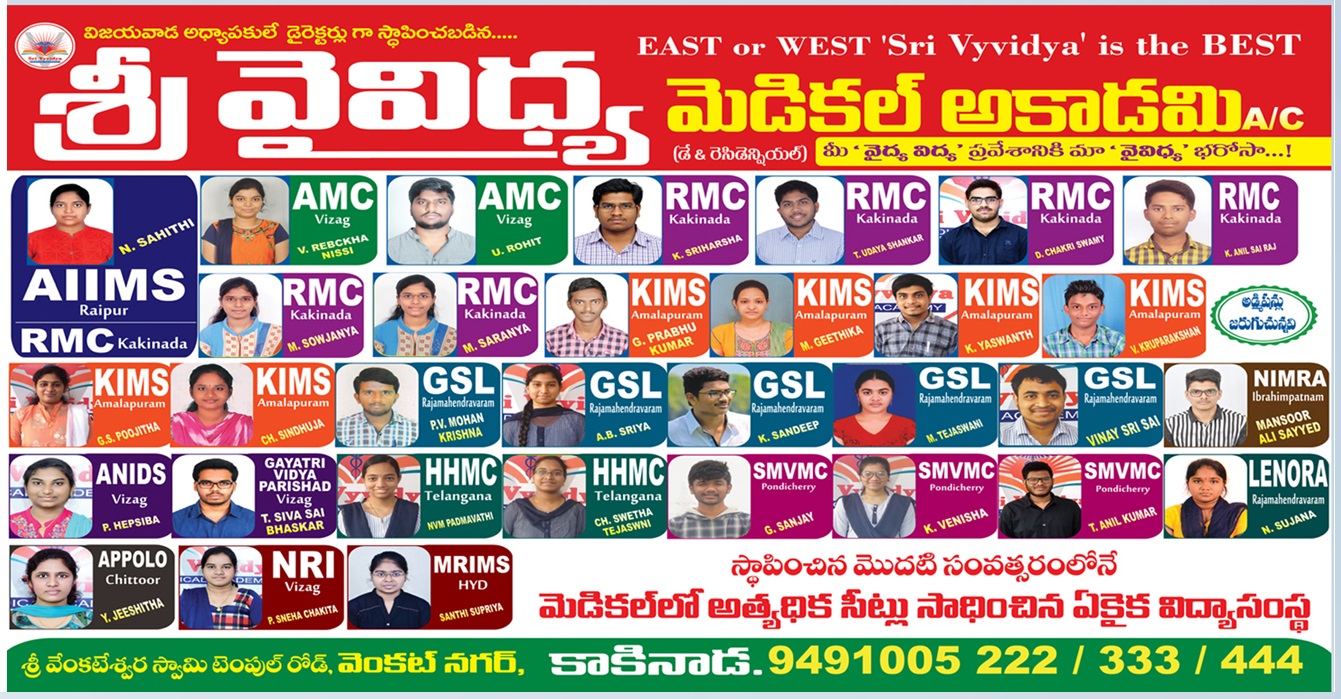 విజయవాడ అధ్యాపకులే డైరెక్టర్లు గా స్థాపించబడిన.....
Sri Vyvidya
EAST or WEST 'Sri Vyvidya' is the BEST
శ్రీ వైవిధ్య మెడికల్ అకాడమి A/C
(డే & రెసిడెన్షియల్)
మీ ' వైద్య విద్య' ప్రవేశానికి మా ' వైవిధ్య' భరోసా...!
N. SAHITHI
AIIMS
Raipur
RMC Kakinada
AMC
Vizag
V. REBCKHA
NISSI
AMC
Vizag
U. ROHIT
RMC
Kakinada
K. SRIHARSHA
RMC
Kakinada
T. UDAYA SHANKAR
RMC
Kakinada
D. CHAKRI SWAMY
RMC
Kakinada
K. ANIL SAI RAJ
RMC
Kakinada
M. SOWJANYA
RMC
Kakinada
M. SARANYA
KIMS
Amalapuram
G. PRABHU
KUMAR
KIMS
Amalapuram
M. GEETHIKA
KIMS
Amalapuram
K. YASWANTH
KIMS
Amalapuram
V. KRUPARAKSHAN
అడ్మిషన్లు
జరుగుచున్నవి
KIMS
Amalapuram
G.S. POOJITHA
KIMS
Amalapuram
CH. SINDHUJA
GSL
Rajamahendravaram
P.V. MOHAN
KRISHNA
GSL
Rajamahendravaram
A.B. SRIYA
GSL
Rajamahendravaram
K. SANDEEP
GSL
Rajamahendravaram
M. TEJASWANI
GSL
Rajamahendravaram
VINAY SRI SAI
NIMRA
Ibrahimpatnam
MANSOOR
ALI SAYYED
ANIDS
Vizag
P. HEPSIBA
GAYATRI
VIDYA
PARISHAD
Vizag
T. SIVA SAI
BHASKAR
HHMC
Telangana
NVM PADMAVATHI
HHMC
Telangana
CH. SWETHA
TEJASWNI
SMVMC
Pondicherry
G. SANJAY
SMVMC
Pondicherry
K. VENISHA
SMVMC
Pondicherry
T. ANIL KUMAR
LENORA
Rajamahendravaram
N. SUJANA
APPOLO
Chittoor
Y. JEESHITHA
NRI
Vizag
P. SNEHA CHAKITA
MRIMS
HYD
SANTHI SUPRIYA
స్థాపించిన మొదటి సంవత్సరంలోనే
మెడికల్‌లో అత్యధిక సీట్లు సాధించిన ఏకైక విద్యాసంస్థ
శ్రీ వేంకటేశ్వర స్వామి టెంపుల్ రోడ్, వెంకట్ నగర్, కాకినాడ. 9491005 222 / 333 / 444